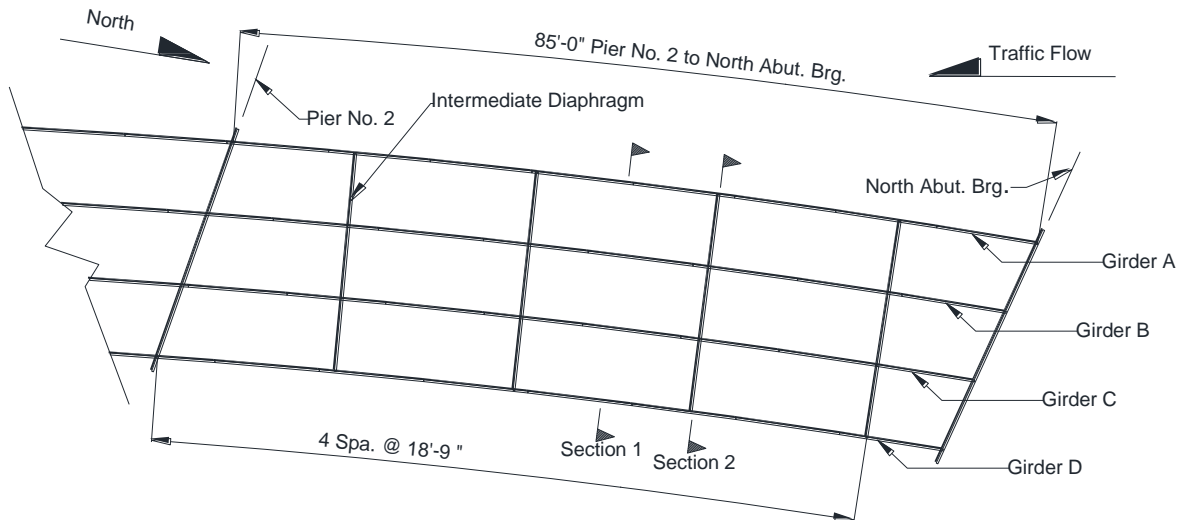 North
85'-0" Pier No. 2 to North Abut. Brg.
Traffic Flow
Intermediate Diaphragm
Pier No. 2
North Abut. Brg.
Girder A
Girder B
Girder C
Girder D
4 Spa. @ 18'-9 "
Section 1
Section 2